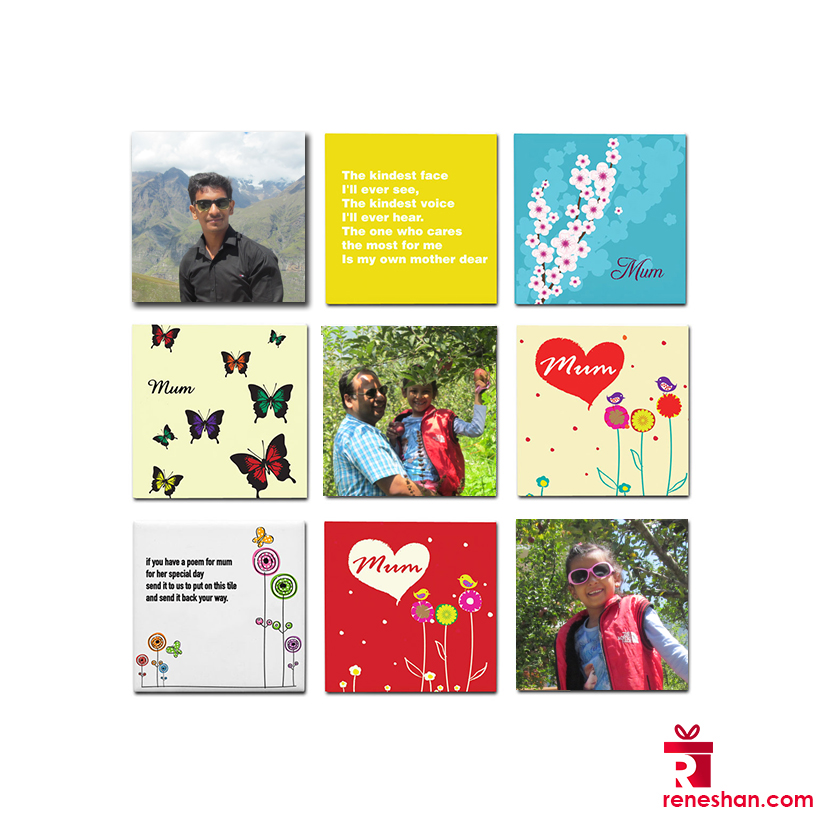 The kindest face
I'll ever see,
The kindest voice
I'll ever hear.
The one who cares
the most for me
Is my own mother dear
Mum
Mum
Mum
if you have a poem for mum
for her special day
send it to us to put on this tile
and send it back your way.
Mum
R
reneshan.com